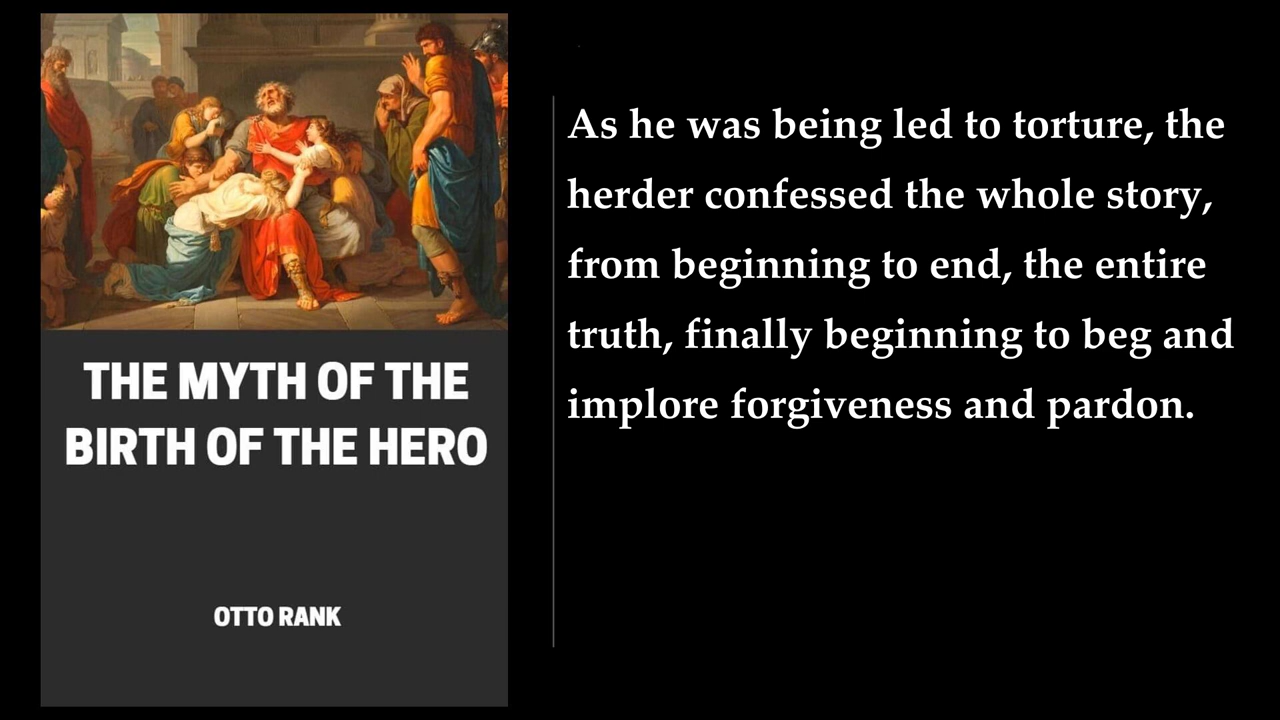 THE MYTH OF THE
BIRTH OF THE HERO
OTTO RANK
As he was being led to torture, the
herder confessed the whole story,
from beginning to end, the entire
truth, finally beginning to beg and
implore forgiveness and pardon.